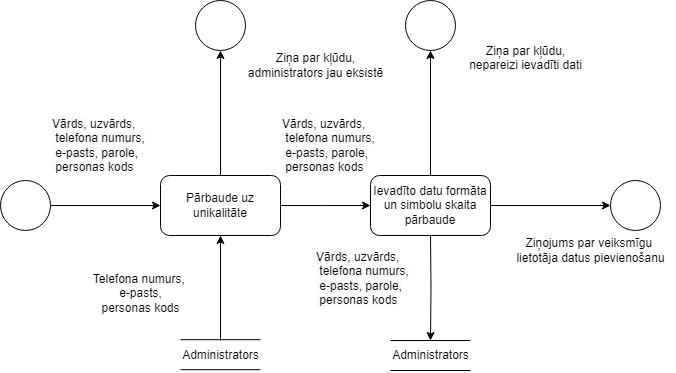 Ziņa par kļūdu,
administrators jau eksistē
Ziņa par kļūdu,
nepareizi ievadīti dati
Vārds, uzvārds,
telefona numurs,
e-pasts, parole,
personas kods
Vārds, uzvārds,
telefona numurs,
e-pasts, parole,
personas kods
Pārbaude uz
unikalitāte
Ievadīto datu formāta
un simbolu skaita
pārbaude
Ziņojums par veiksmīgu
lietotāja datus pievienošanu
Telefona numurs,
e-pasts,
personas kods
Vārds, uzvārds,
telefona numurs,
e-pasts, parole,
personas kods
Administrators
Administrators